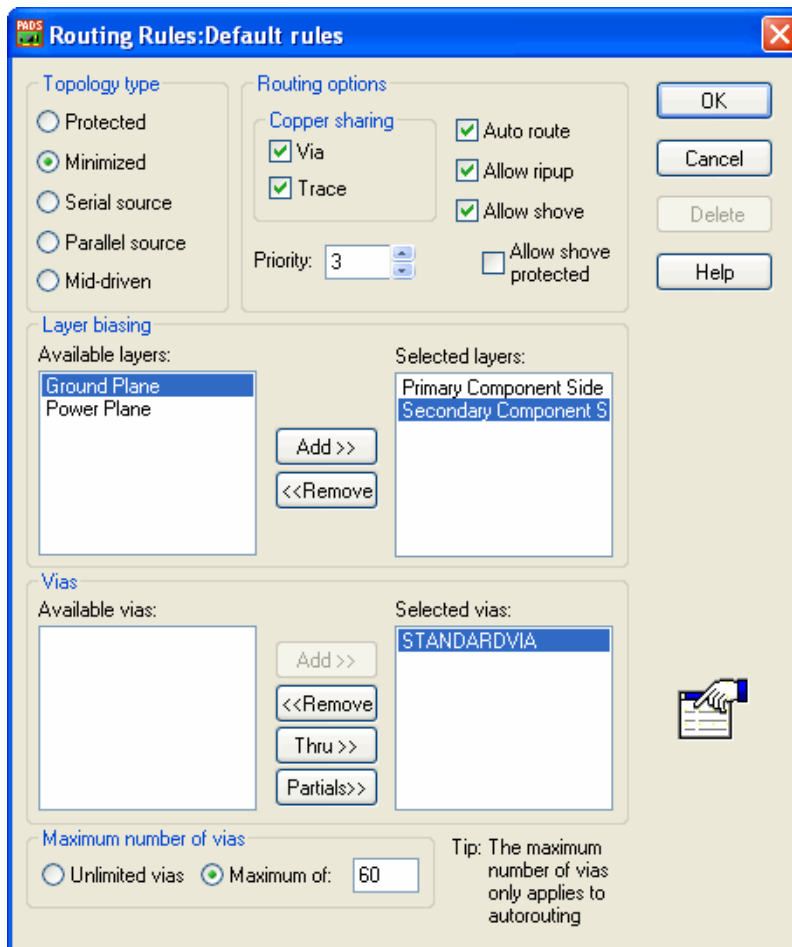 PADS
Routing Rules:Default rules
Topology type
Protected
Minimized
Serial source
Parallel source
Mid-driven
Routing options
Copper sharing
Via
Trace
Priority: 3
Auto route
Allow ripup
Allow shove
Allow shove
protected
OK
Cancel
Delete
Help
Layer biasing
Available layers:
Ground Plane
Power Plane
Add >>
<<Remove
Selected layers:
Primary Component Side
Secondary Component S
Vias
Available vias:
Add >>
<<Remove
Thru >>
Partials>>
Selected vias:
STANDARDVIA
Maximum number of vias
Unlimited vias Maximum of: 60
Tip: The maximum
number of vias
only applies to
autorouting